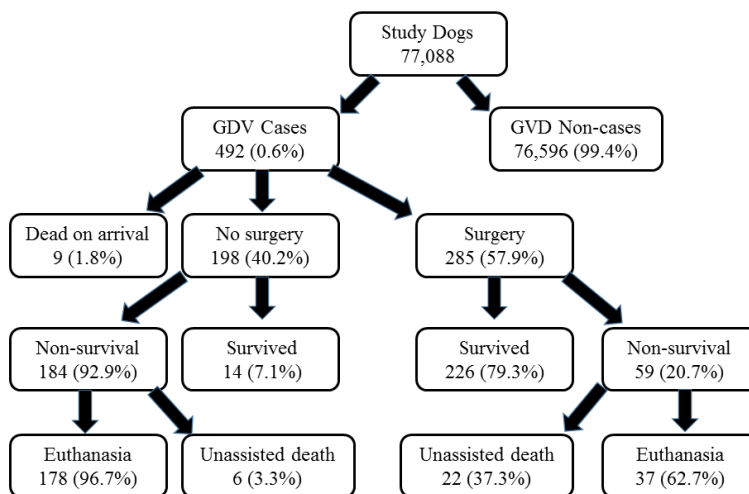 Study Dogs
77,088
GDV Cases
492 (0.6%)
GVD Non-cases
76,596 (99.4%)
Dead on arrival
9 (1.8%)
No surgery
198 (40.2%)
Surgery
285 (57.9%)
Non-survival
184 (92.9%)
Survived
14 (7.1%)
Survived
226 (79.3%)
Non-survival
59 (20.7%)
Euthanasia
178 (96.7%)
Unassisted death
6 (3.3%)
Unassisted death
22 (37.3%)
Euthanasia
37 (62.7%)